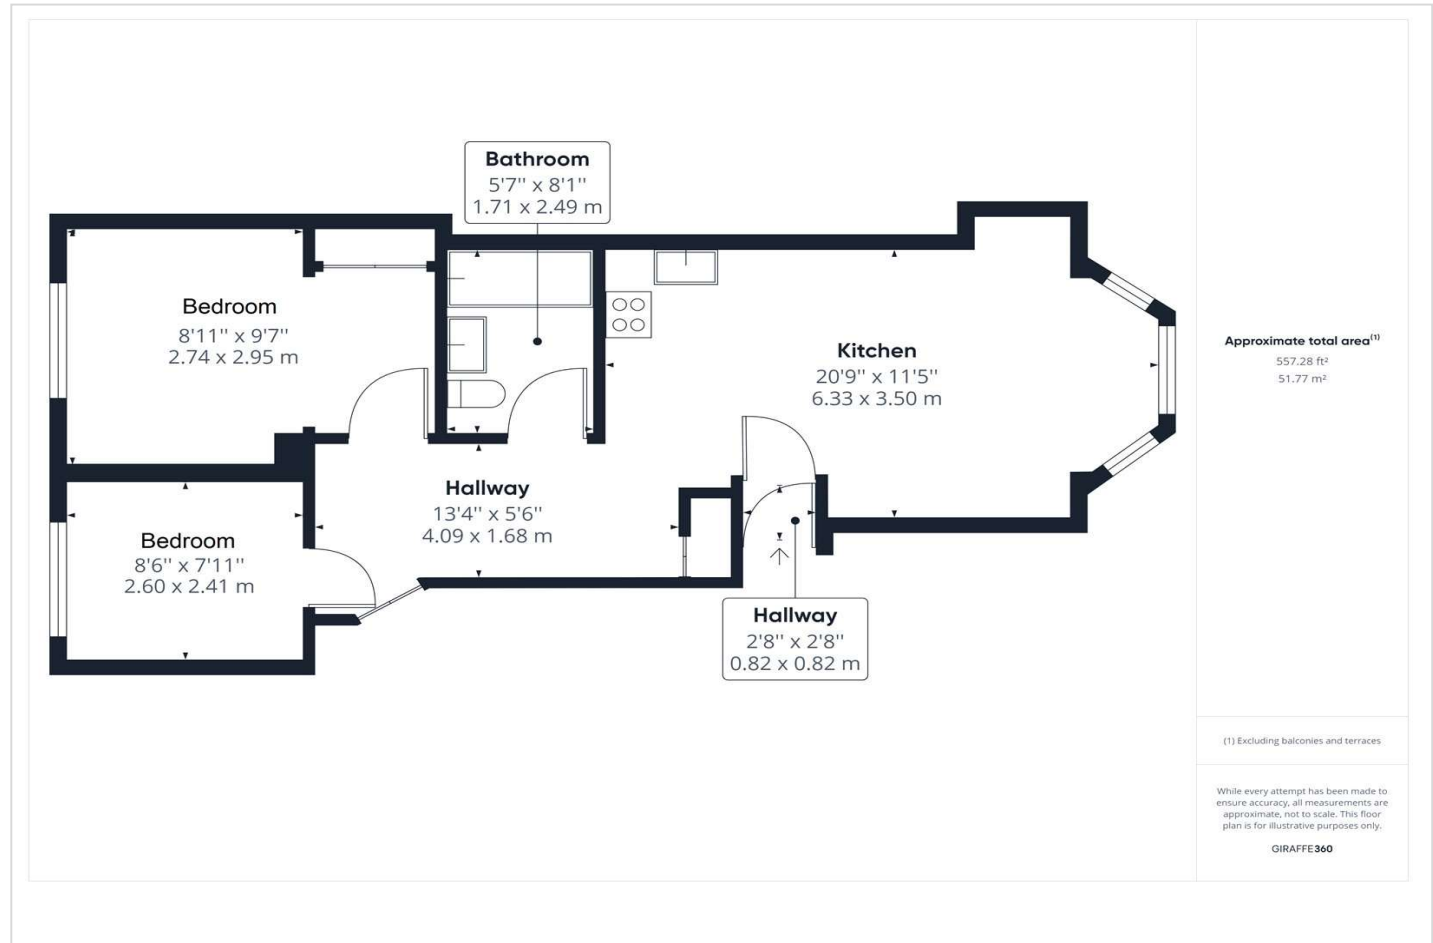 Bathroom
5'7'' x 8'1''
1.71 x 2.49 m
Bedroom
8'11'' x 9'7''
2.74 x 2.95 m
Kitchen
20'9'' x 11'5''
6.33 x 3.50 m
Hallway
13'4'' x 5'6''
4.09 x 1.68 m
Bedroom
8'6'' x 7'11''
2.60 x 2.41 m
Hallway
2'8'' x 2'8''
0.82 x 0.82 m
Approximate total area(1)
557.28 ft²
51.77 m²
(1) Excluding balconies and terraces
While every attempt has been made to
ensure accuracy, all measurements are
approximate, not to scale. This floor
plan is for illustrative purposes only.
GIRAFFE360